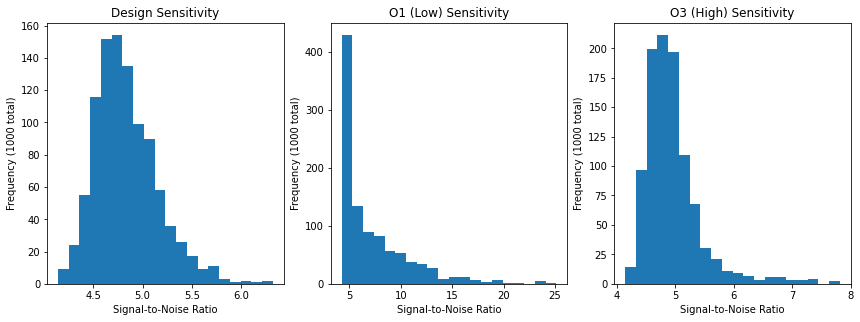 Design Sensitivity
Frequency (1000 total)
160
140
120
100
80
60
40
20
0
4.5 5.0 5.5 6.0
Signal-to-Noise Ratio
O1 (Low) Sensitivity
Frequency (1000 total)
400
300
200
100
0
5 10 15 20 25
Signal-to-Noise Ratio
O3 (High) Sensitivity
Frequency (1000 total)
200
175
150
125
100
75
50
25
0
4 5 6 7 8
Signal-to-Noise Ratio